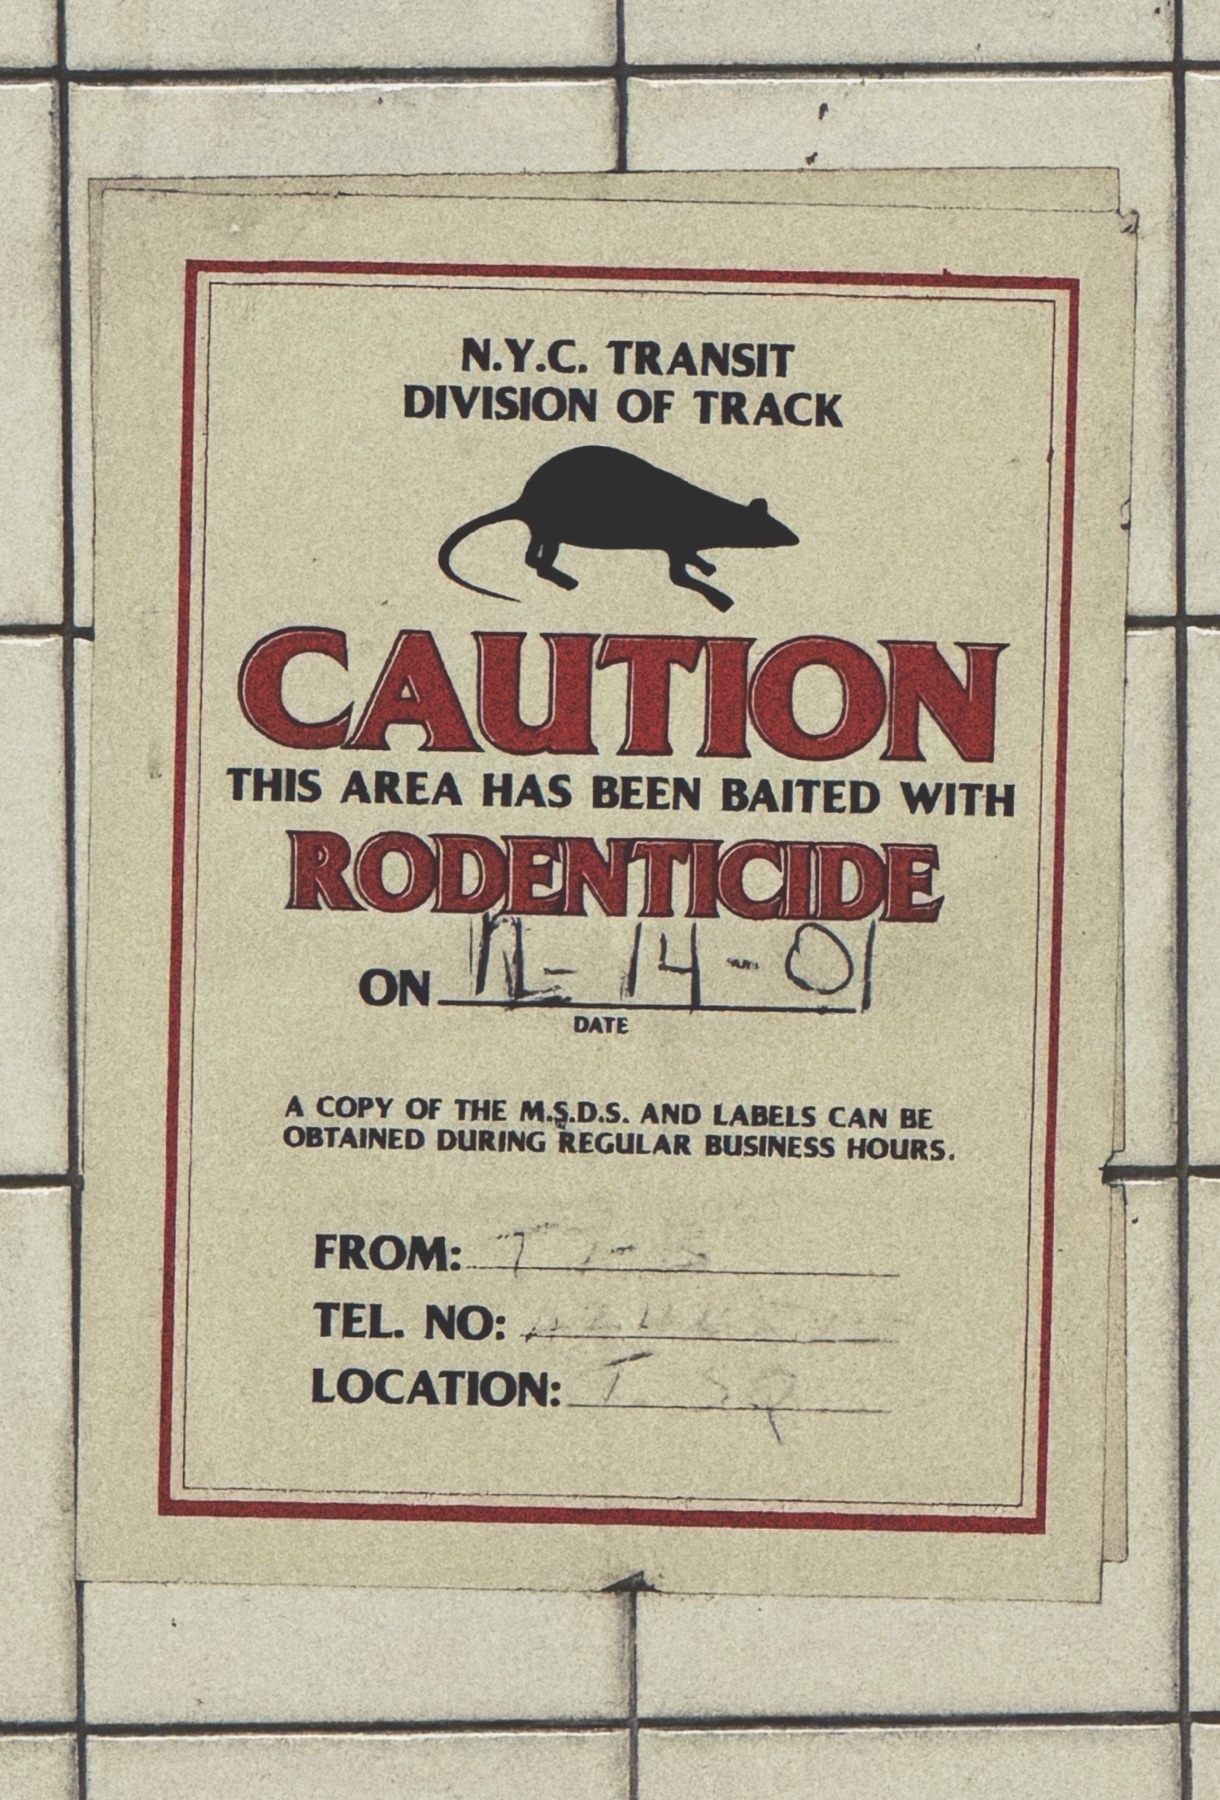 N.Y.C. TRANSIT
DIVISION OF TRACK
CAUTION
THIS AREA HAS BEEN BAITED WITH
RODENTICIDE
ON 12-14-01
DATE
A COPY OF THE M.S.D.S. AND LABELS CAN BE
OBTAINED DURING REGULAR BUSINESS HOURS.
FROM:
TEL. NO:
LOCATION: